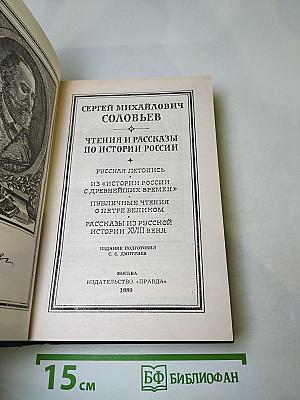 СЕРГЕЙ МИХАЙЛОВИЧ
СОЛОВЬЕВ
ЧТЕНИЯ И РАССКАЗЫ
ПО ИСТОРИИ РОССИИ
РУССКАЯ ЛЕТОПИСЬ
ИЗ «ИСТОРИИ РОССИИ
С ДРЕВНЕЙШИХ ВРЕМЕН»
ПУБЛИЧНЫЕ ЧТЕНИЯ
О ПЕТРЕ ВЕЛИКОМ
РАССКАЗЫ ИЗ РУССКОЙ
ИСТОРИИ XVIII ВЕКА
ИЗДАНИЕ ПОДГОТОВИЛ
С. С. ДМИТРИЕВ
МОСКВА
ИЗДАТЕЛЬСТВО «ПРАВДА»
1989
15 см
БФ БИБЛИОФАН